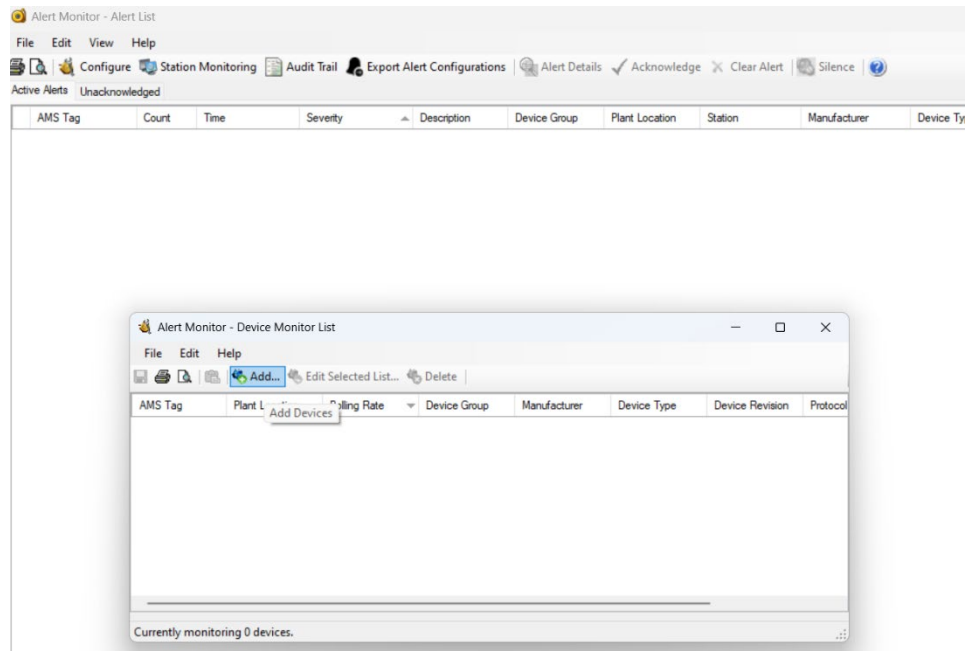 Alert Monitor - Alert List
File Edit View Help
Configure Station Monitoring Audit Trail Export Alert Configurations Alert Details Acknowledge Clear Alert Silence
Active Alerts Unacknowledged
AMS Tag Count Time Severity Description Device Group Plant Location Station Manufacturer Device Ty
Alert Monitor - Device Monitor List
File Edit Help
Add... Edit Selected List... Delete
AMS Tag Plant Rate Device Group Manufacturer Device Type Device Revision Protocol
Add Devices
Currently monitoring 0 devices.